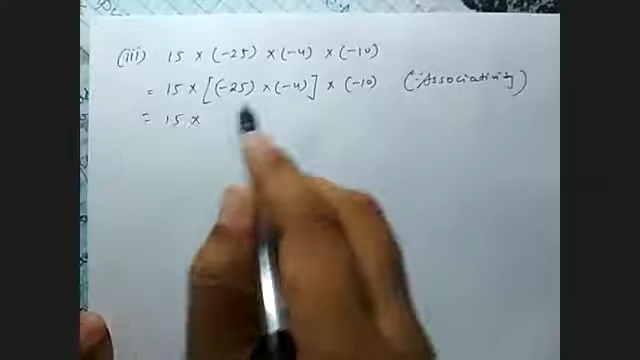 (iii) 15 × (-25) × (-4) × (-10)
= 15 × [(-25) × (-4)] × (-10) (∵ Associativity)
= 15 ×